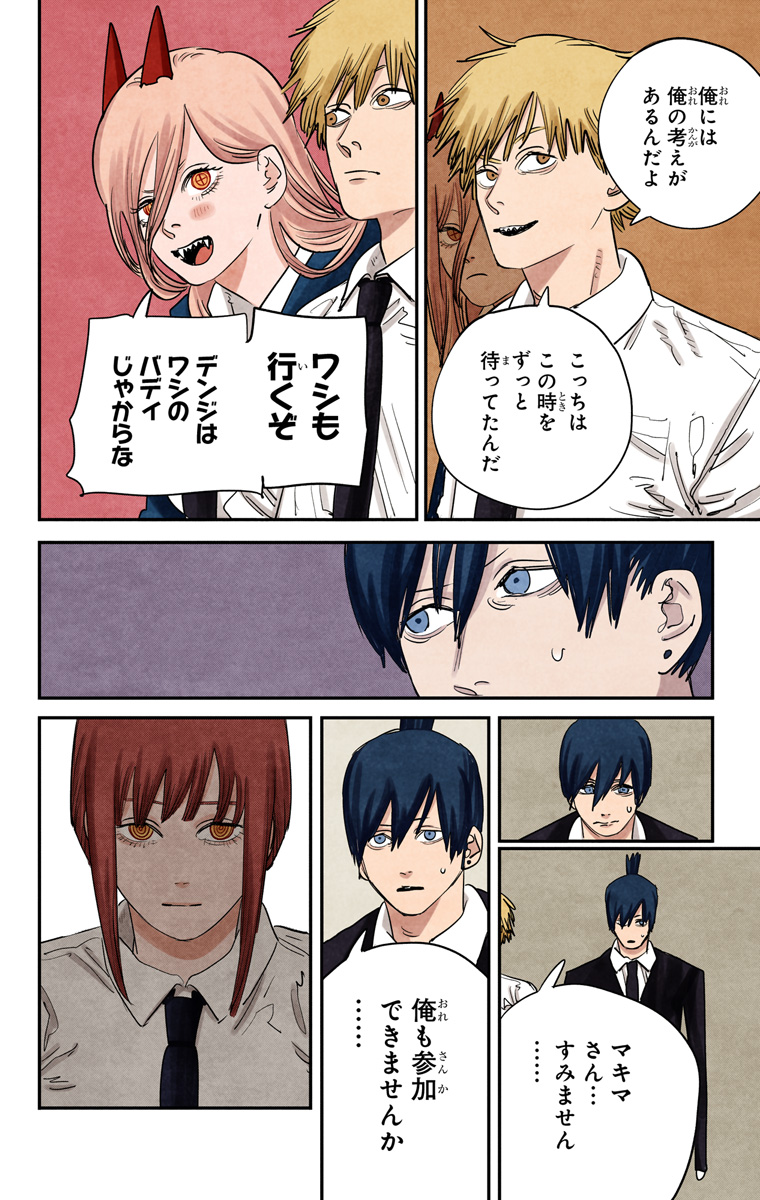 俺には
俺の考えが
あるんだよ
こっちは
この時を
ずっと
待ってたんだ
ワシも
行くぞ
デンジは
ワシの
バディ
じゃからな
マキマ
さん…
すみません
……
俺も参加
できませんか
……